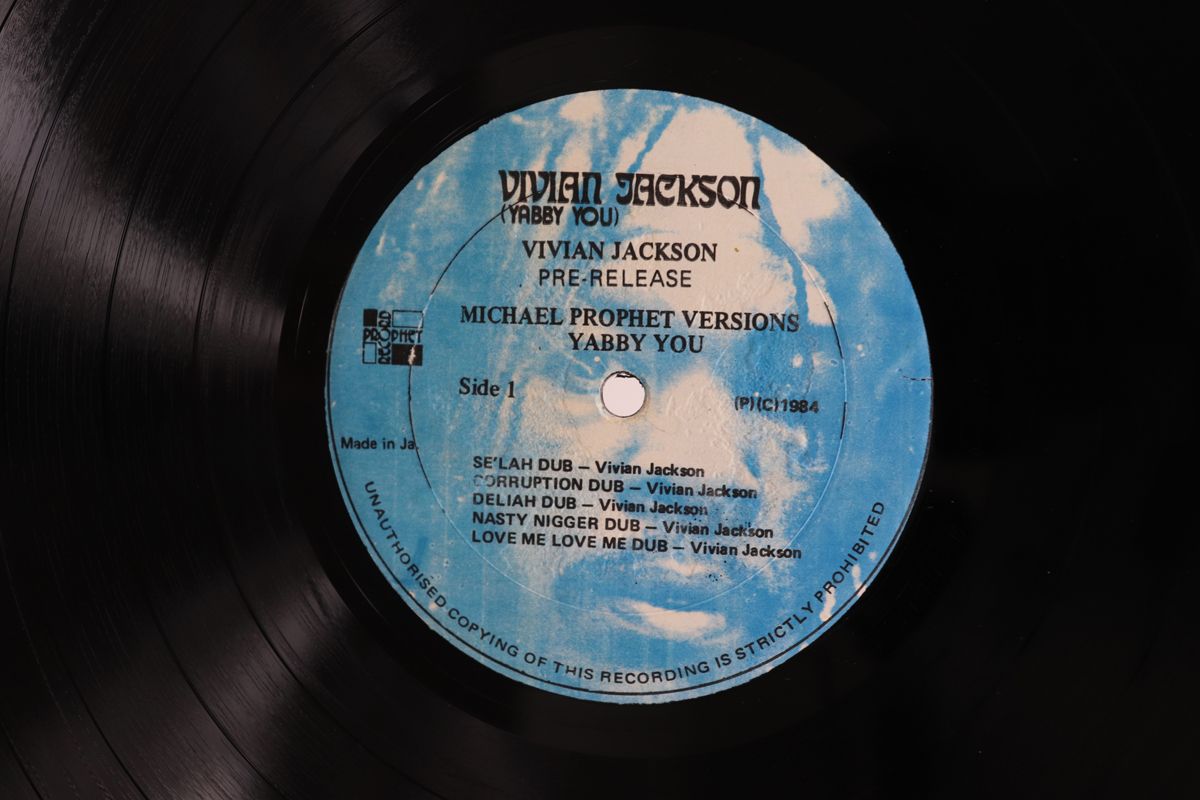 VIVIAN JACKSON
(YABBY YOU)
VIVIAN JACKSON
PRE-RELEASE
MICHAEL PROPHET VERSIONS
YABBY YOU
PROPHET
RECORD
Side 1
(P)(C)1984
Made in Ja
SE'LAH DUB – Vivian Jackson
CORRUPTION DUB – Vivian Jackson
DELIAH DUB – Vivian Jackson
NASTY NIGGER DUB – Vivian Jackson
LOVE ME LOVE ME DUB – Vivian Jackson
UNAUTHORISED COPYING OF THIS RECORDING IS STRICTLY PROHIBITED